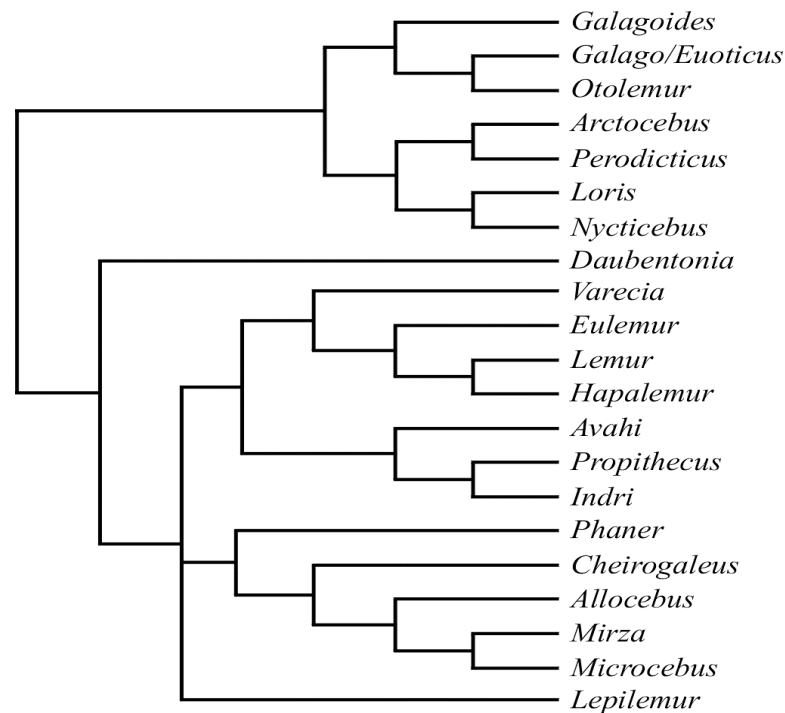 Galagoides
Galago/Euoticus
Otolemur
Arctocebus
Perodicticus
Loris
Nycticebus
Daubentonia
Varecia
Eulemur
Lemur
Hapalemur
Avahi
Propithecus
Indri
Phaner
Cheirogaleus
Allocebus
Mirza
Microcebus
Lepilemur